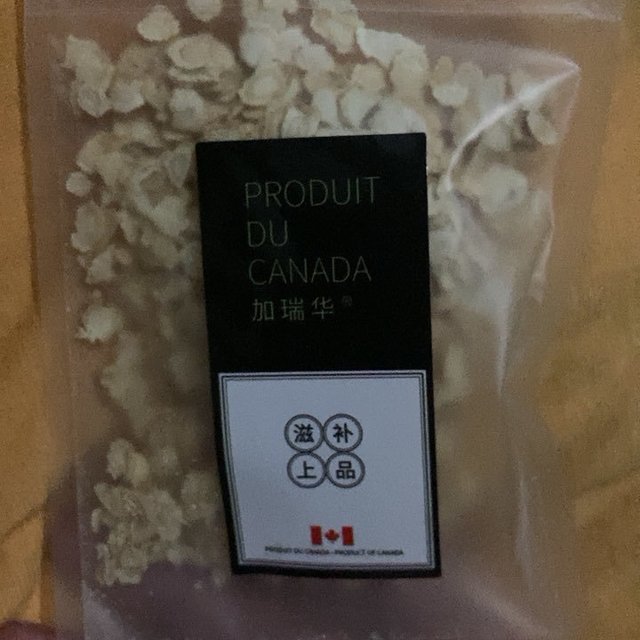 PRODUIT
DU
CANADA
加瑞华®
滋补
上品
PRODUIT DU CANADA · PRODUCT OF CANADA